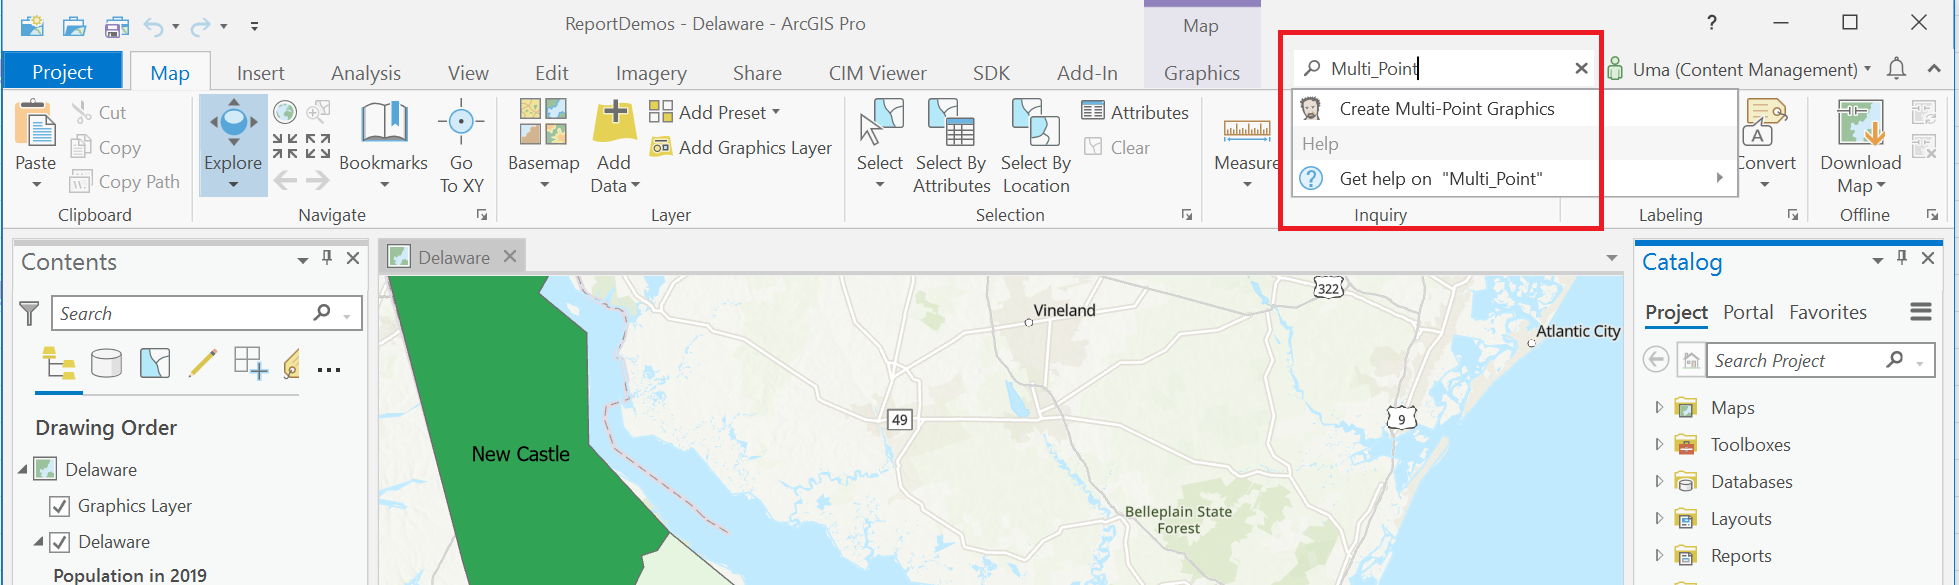 ReportDemos - Delaware - ArcGIS Pro
Map
?
Project
Map
Insert
Analysis
View
Edit
Imagery
Share
CIM Viewer
SDK
Add-In
Graphics
Multi_Point
Uma (Content Management)
Create Multi-Point Graphics
Help
Get help on "Multi_Point"
Paste
Cut
Copy
Copy Path
Clipboard
Explore
Bookmarks
Go
To XY
Navigate
Basemap
Add
Data
Add Preset
Add Graphics Layer
Layer
Select
Select By
Attributes
Select By
Location
Attributes
Clear
Selection
Measure
Inquiry
A
Convert
Labeling
Download
Map
Offline
Contents
Search
Drawing Order
Delaware
Graphics Layer
Delaware
Population in 2019
Delaware
New Castle
Vineland
322
Atlantic City
49
9
Belleplain State
Forest
Catalog
Project
Portal
Favorites
Search Project
Maps
Toolboxes
Databases
Layouts
Reports